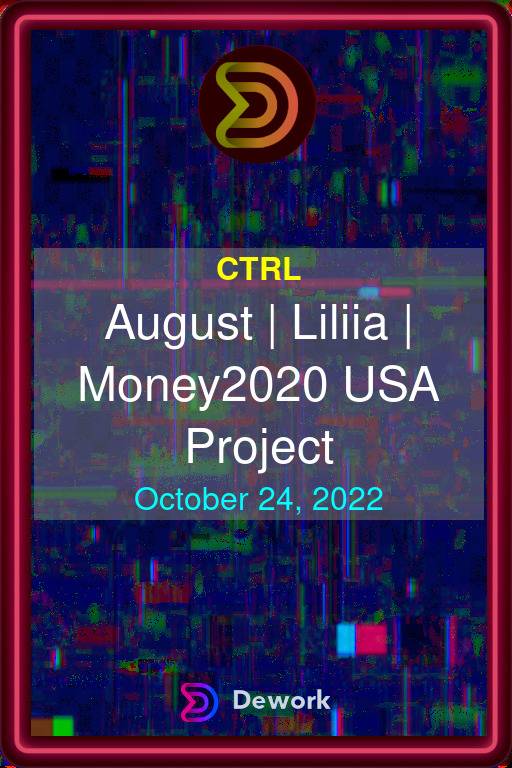 CTRL
August | Liliia |
Money2020 USA
Project
October 24, 2022
Dework